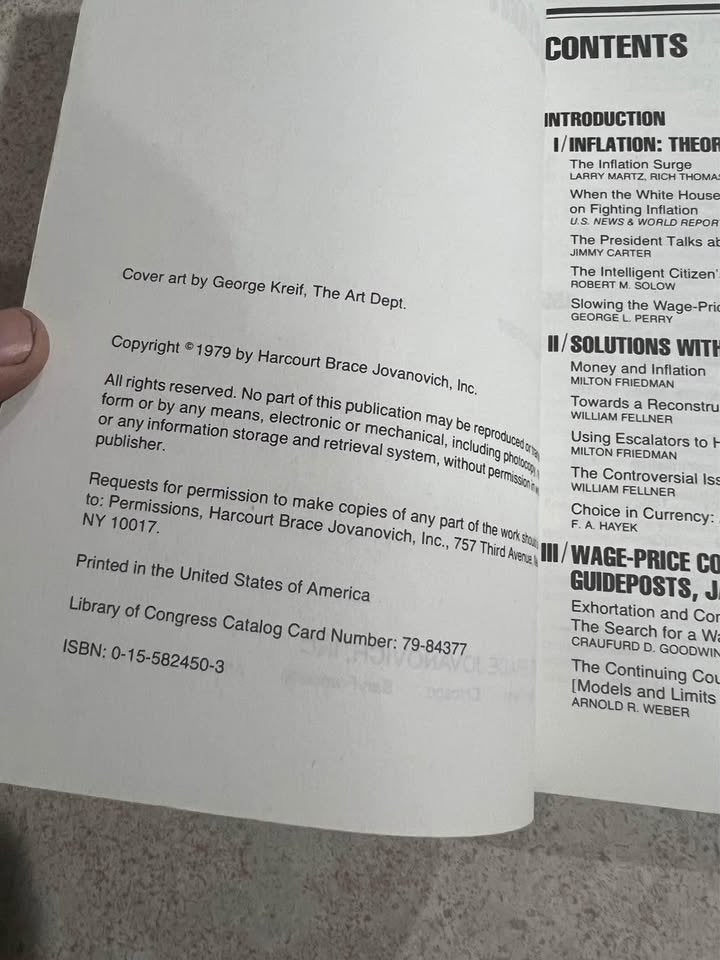 Cover art by George Kreif, The Art Dept.
Copyright © 1979 by Harcourt Brace Jovanovich, Inc.
All rights reserved. No part of this publication may be reproduced or
form or by any means, electronic or mechanical, including photocopy,
or any information storage and retrieval system, without permission in
publisher.
Requests for permission to make copies of any part of the work
to: Permissions, Harcourt Brace Jovanovich, Inc., 757 Third Avenue,
NY 10017.
Printed in the United States of America
Library of Congress Catalog Card Number: 79-84377
ISBN: 0-15-582450-3
CONTENTS
INTRODUCTION
I/INFLATION: THEOR
The Inflation Surge
LARRY MARTZ, RICH THOMAS
When the White House
on Fighting Inflation
U.S. NEWS & WORLD REPORT
The President Talks ab
JIMMY CARTER
The Intelligent Citizen's
ROBERT M. SOLOW
Slowing the Wage-Pric
GEORGE L. PERRY
II/SOLUTIONS WITH
Money and Inflation
MILTON FRIEDMAN
Towards a Reconstru
WILLIAM FELLNER
Using Escalators to H
MILTON FRIEDMAN
The Controversial Iss
WILLIAM FELLNER
Choice in Currency:
F. A. HAYEK
III/WAGE-PRICE CO
GUIDEPOSTS, JA
Exhortation and Con
The Search for a Wa
CRAUFURD D. GOODWIN
The Continuing Cou
[Models and Limits
ARNOLD R. WEBER